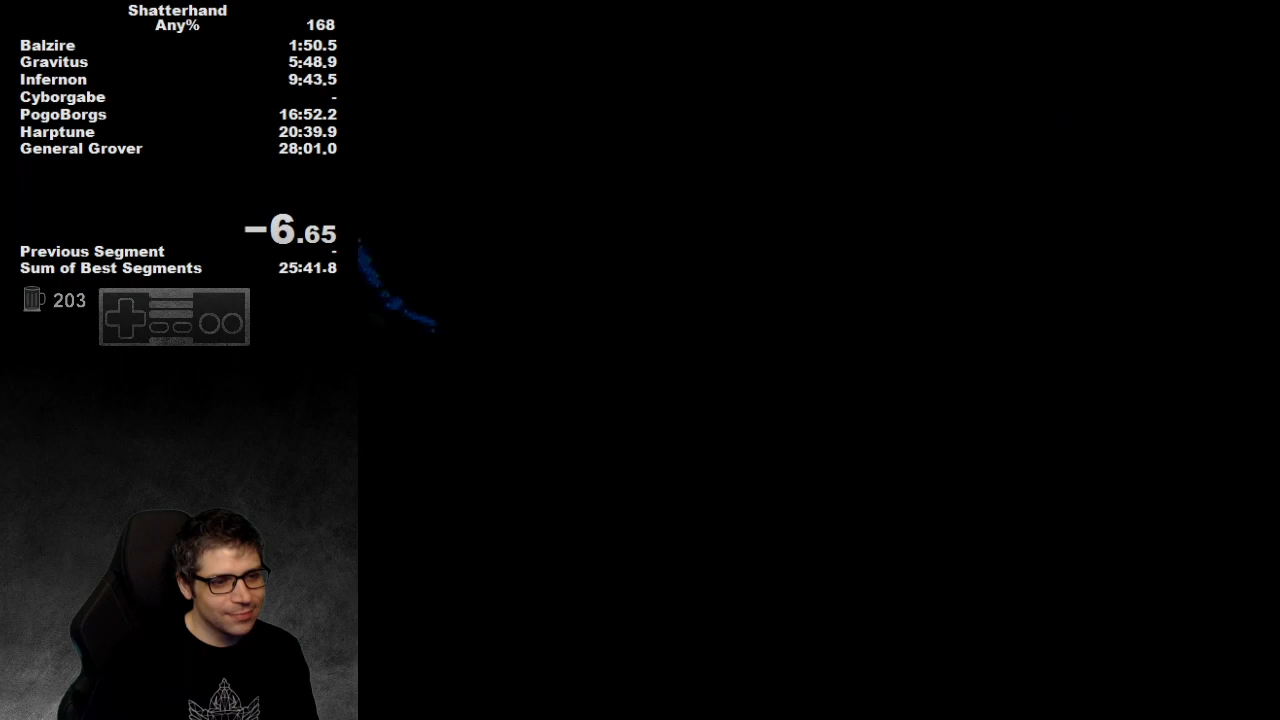 Shatterhand
Any% 168
Balzire 1:50.5
Gravitus 5:48.9
Infernon 9:43.5
Cyborgabe -
PogoBorgs 16:52.2
Harptune 20:39.9
General Grover 28:01.0
−6.65
Previous Segment -
Sum of Best Segments 25:41.8
203